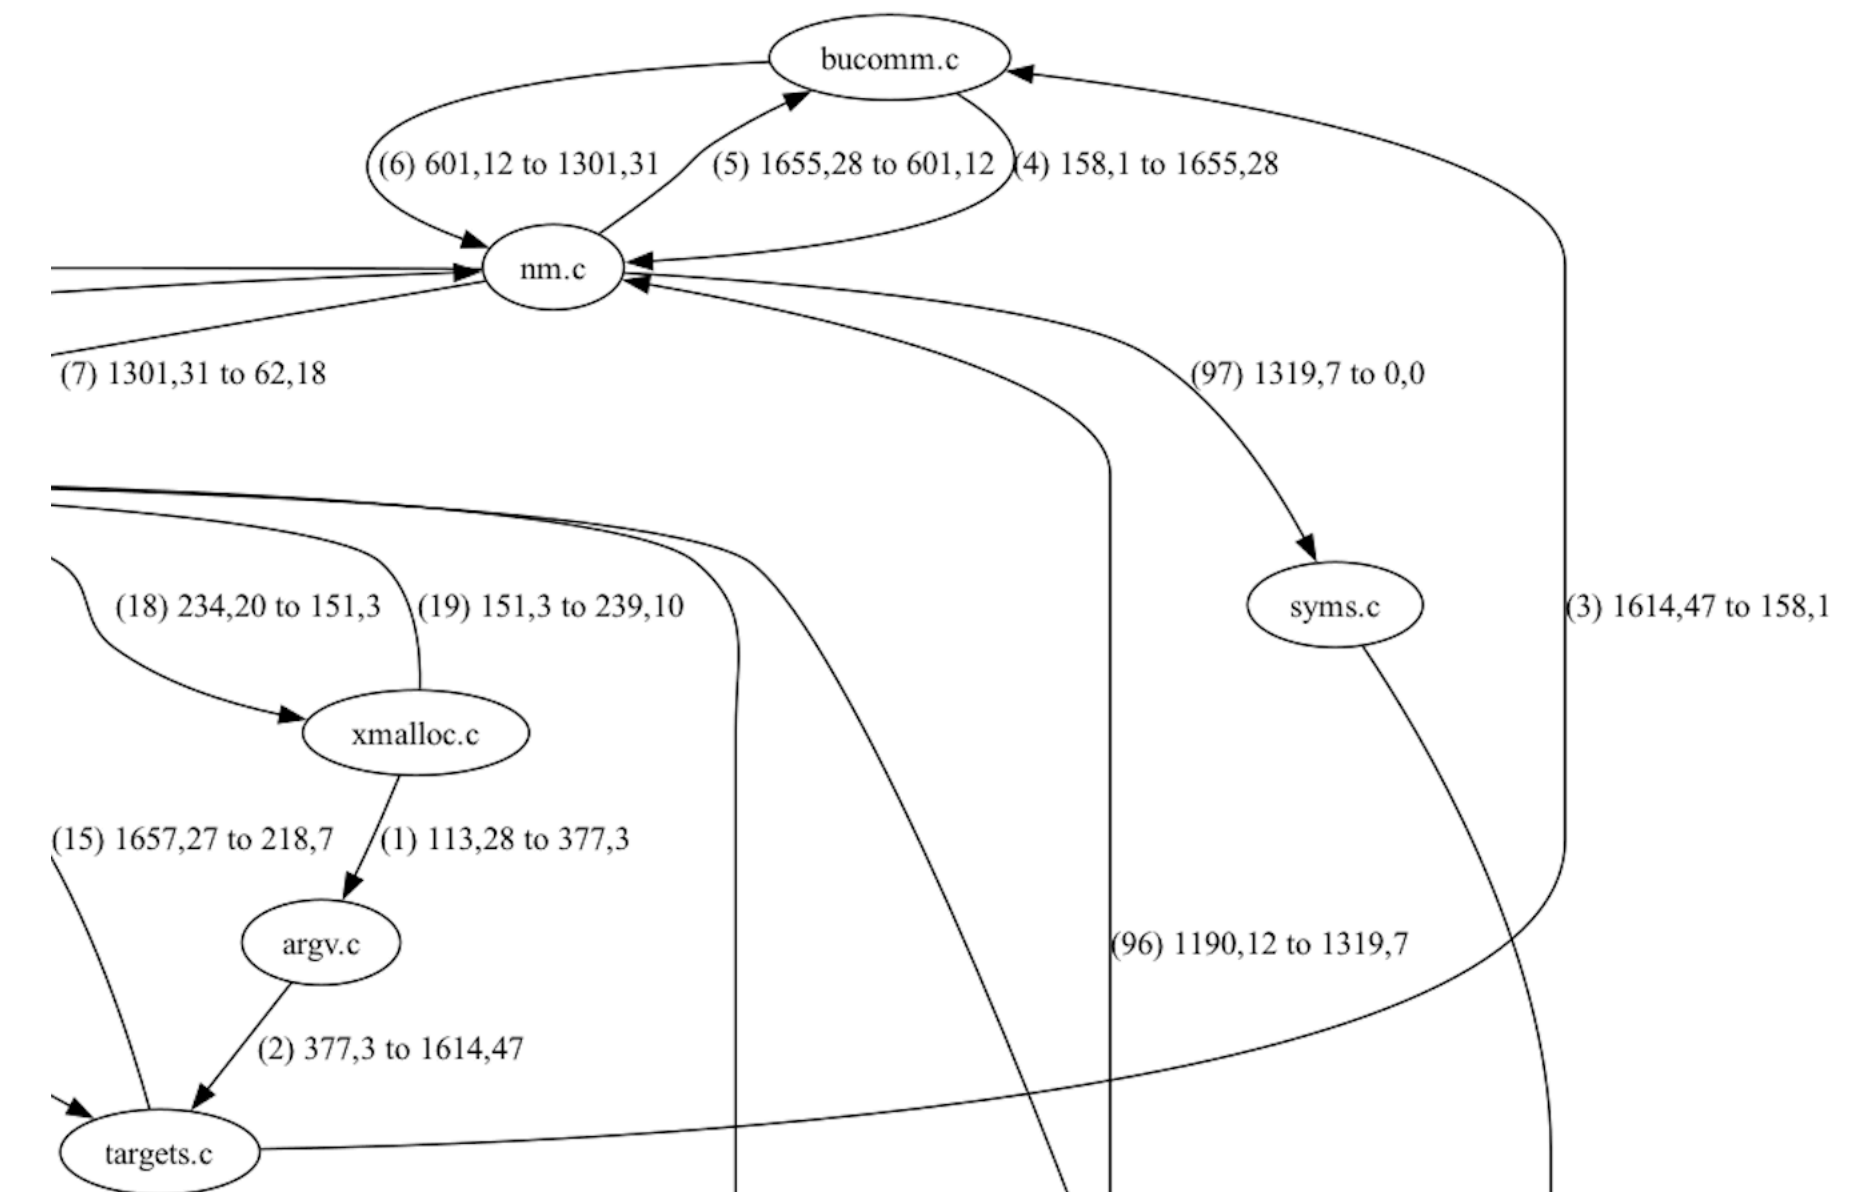 bucomm.c
(6) 601,12 to 1301,31
(5) 1655,28 to 601,12
(4) 158,1 to 1655,28
nm.c
(7) 1301,31 to 62,18
(97) 1319,7 to 0,0
(18) 234,20 to 151,3
(19) 151,3 to 239,10
syms.c
(3) 1614,47 to 158,1
xmalloc.c
(15) 1657,27 to 218,7
(1) 113,28 to 377,3
argv.c
(96) 1190,12 to 1319,7
(2) 377,3 to 1614,47
targets.c